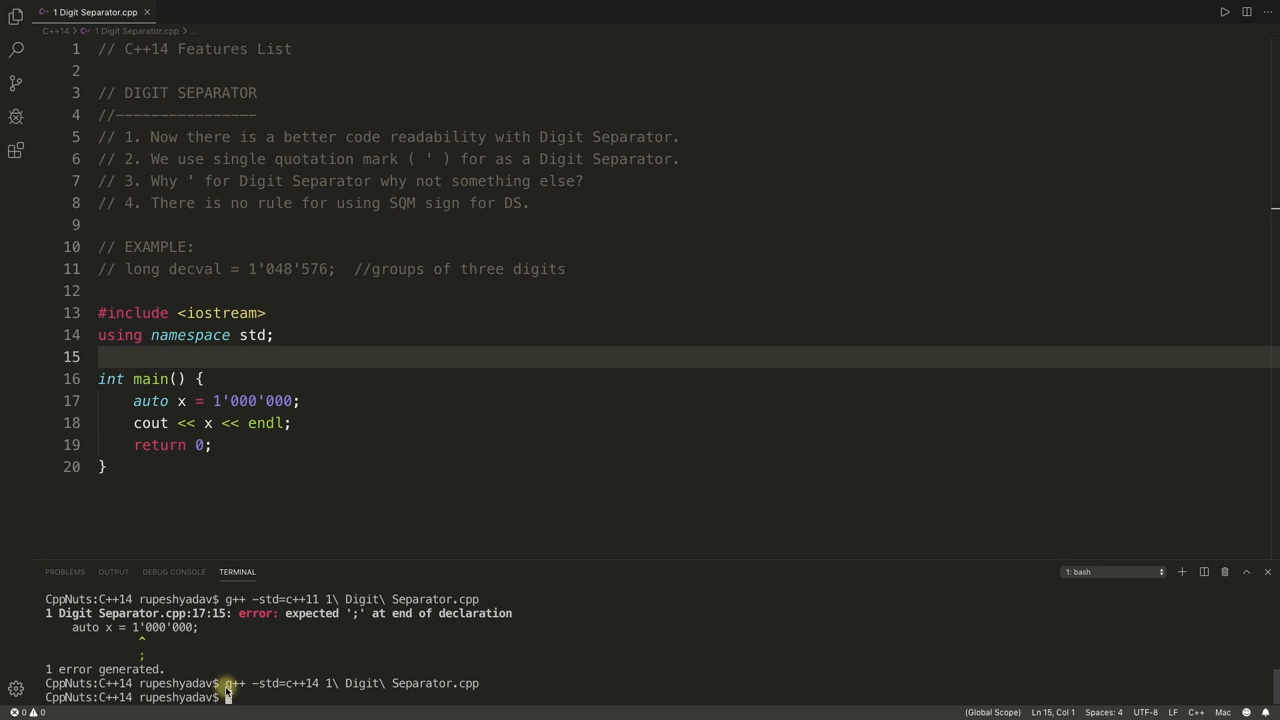 1 Digit Separator.cpp
C++14 > 1 Digit Separator.cpp > ...
1 // C++14 Features List
2
3 // DIGIT SEPARATOR
4 //----------------
5 // 1. Now there is a better code readability with Digit Separator.
6 // 2. We use single quotation mark ( ' ) for as a Digit Separator.
7 // 3. Why ' for Digit Separator why not something else?
8 // 4. There is no rule for using SQM sign for DS.
9
10 // EXAMPLE:
11 // long decval = 1'048'576;  //groups of three digits
12
13 #include <iostream>
14 using namespace std;
15
16 int main() {
17     auto x = 1'000'000;
18     cout << x << endl;
19     return 0;
20 }
PROBLEMS OUTPUT DEBUG CONSOLE TERMINAL 1: bash
CppNuts:C++14 rupeshyadav$ g++ -std=c++11 1\ Digit\ Separator.cpp
1 Digit Separator.cpp:17:15: error: expected ';' at end of declaration
    auto x = 1'000'000;
^
;
1 error generated.
CppNuts:C++14 rupeshyadav$ g++ -std=c++14 1\ Digit\ Separator.cpp
CppNuts:C++14 rupeshyadav$
0 0 (Global Scope) Ln 15, Col 1 Spaces: 4 UTF-8 LF C++ Mac